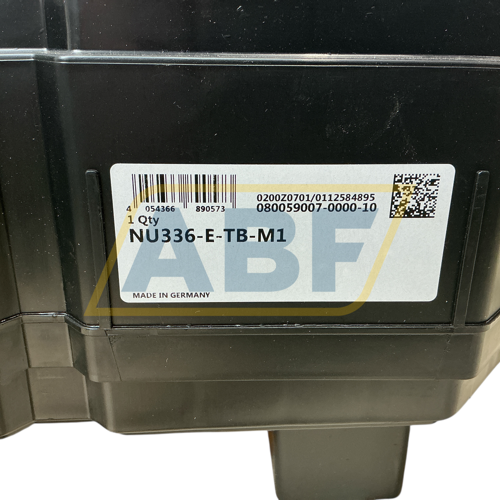 4 054366 890573
0200Z0701/0112584895
080059007-0000-10
1 Qty
NU336-E-TB-M1
MADE IN GERMANY
ABF